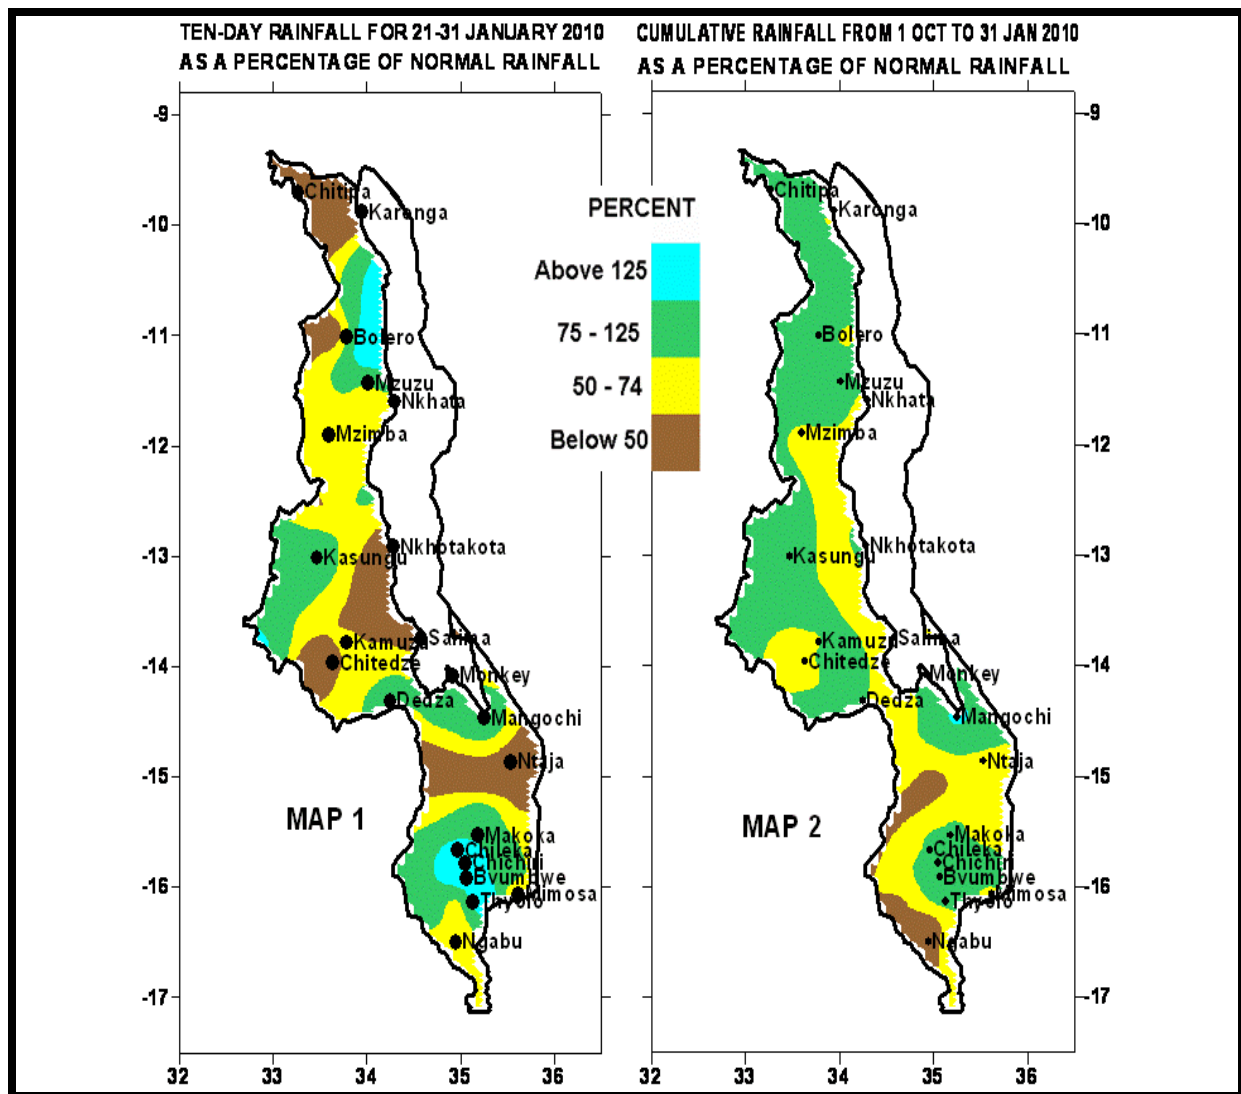 TEN-DAY RAINFALL FOR 21-31 JANUARY 2010
AS A PERCENTAGE OF NORMAL RAINFALL
CUMULATIVE RAINFALL FROM 1 OCT TO 31 JAN 2010
AS A PERCENTAGE OF NORMAL RAINFALL
-9
-10
-11
-12
-13
-14
-15
-16
-17
32
33
34
35
36
Chitipa
Karonga
Bolero
Mzuzu
Nkhata
Mzimba
Nkhotakota
Kasungu
Salima
Kamuzu
Chitedze
Monkey
Dedza
Mangochi
Ntaja
MAP 1
Makoka
Chileka
Chichiri
Bvumbwe
Mimosa
Thyolo
Ngabu
PERCENT
Above 125
75 - 125
50 - 74
Below 50
Chitipa
Karonga
Bolero
Mzuzu
Nkhata
Mzimba
Nkhotakota
Kasungu
Salima
Kamuzu
Chitedze
Monkey
Dedza
Mangochi
Ntaja
MAP 2
Makoka
Chileka
Chichiri
Bvumbwe
Mimosa
Thyolo
Ngabu
-9
-10
-11
-12
-13
-14
-15
-16
-17
32
33
34
35
36